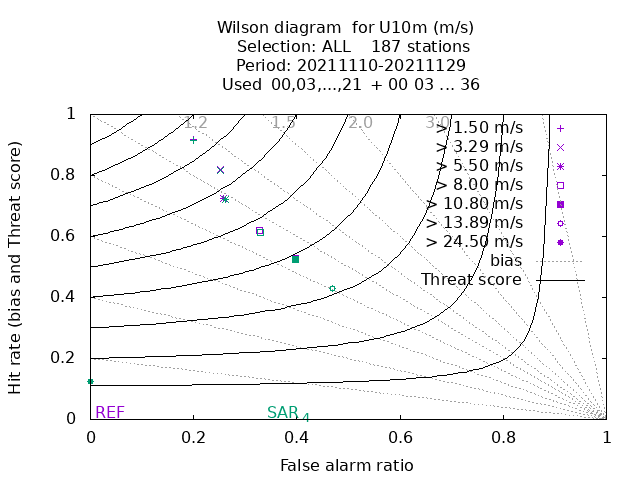 Wilson diagram  for U10m (m/s)
Selection: ALL    187 stations
Period: 20211110-20211129
Used  00,03,...,21  + 00 03 ... 36
Hit rate (bias and Threat score)
1
0.8
0.6
0.4
0.2
0
1.2
1.5
2.0
3.0
> 1.50 m/s
> 3.29 m/s
> 5.50 m/s
> 8.00 m/s
> 10.80 m/s
> 13.89 m/s
> 24.50 m/s
bias
Threat score
REF
SAR4
0
0.2
0.4
0.6
0.8
1
False alarm ratio